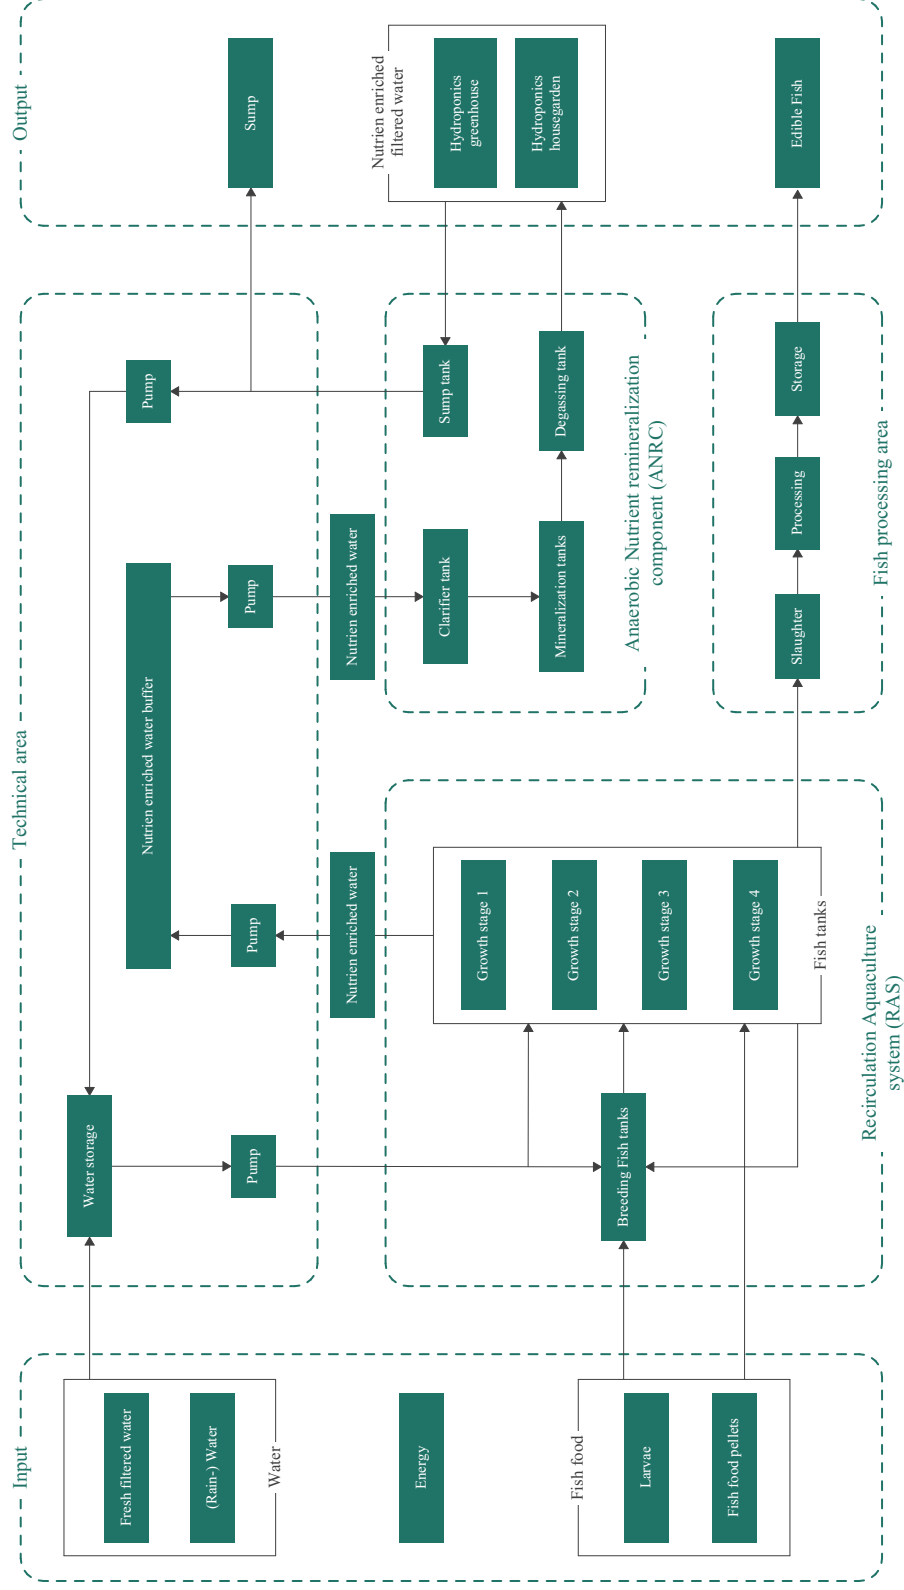 Input
Fresh filtered water
(Rain-) Water
Water
Energy
Fish food
Larvae
Fish food pellets
Technical area
Water storage
Pump
Pump
Nutrien enriched water buffer
Pump
Pump
Nutrien enriched water
Nutrien enriched water
Breeding Fish tanks
Growth stage 1
Growth stage 2
Growth stage 3
Growth stage 4
Fish tanks
Recirculation Aquaculture
system (RAS)
Clarifier tank
Sump tank
Mineralization tanks
Degassing tank
Anaerobic Nutrient remineralization
component (ANRC)
Slaughter
Processing
Storage
Fish processing area
Output
Sump
Nutrien enriched
filtered water
Hydroponics
greenhouse
Hydroponics
housegarden
Edible Fish